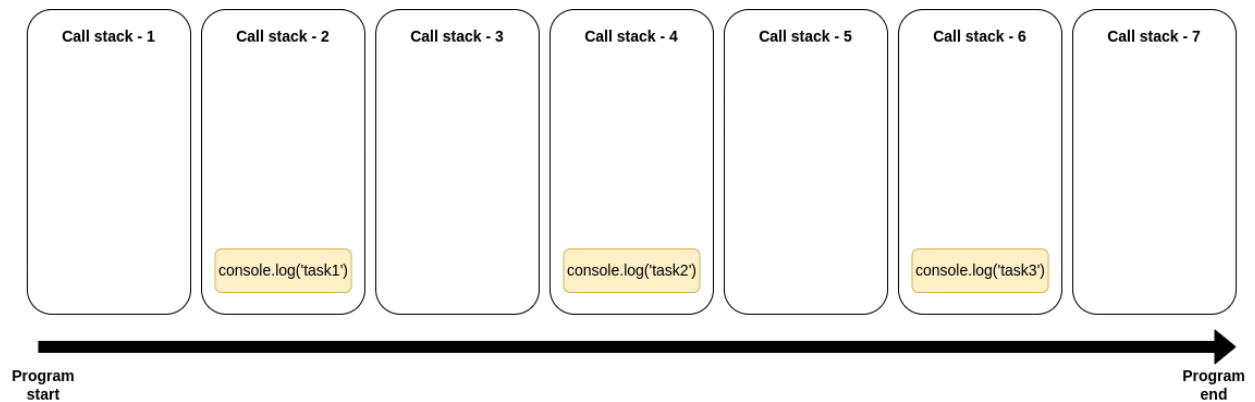 Call stack - 1
Call stack - 2
Call stack - 3
Call stack - 4
Call stack - 5
Call stack - 6
Call stack - 7
console.log('task1')
console.log('task2')
console.log('task3')
Program
start
Program
end